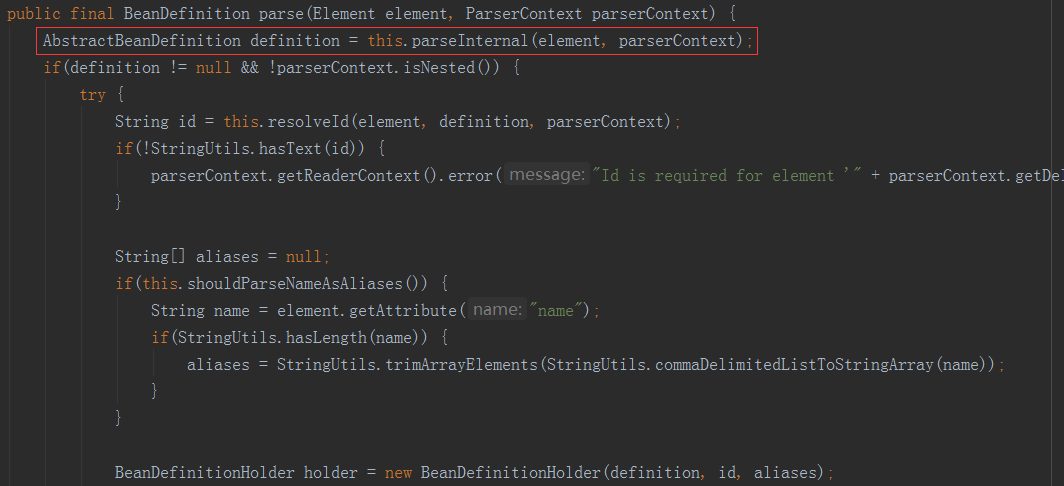 public final BeanDefinition parse(Element element, ParserContext parserContext) {
AbstractBeanDefinition definition = this.parseInternal(element, parserContext);
if(definition != null && !parserContext.isNested()) {
try {
String id = this.resolveId(element, definition, parserContext);
if(!StringUtils.hasText(id)) {
parserContext.getReaderContext().error( message: "Id is required for element '" + parserContext.getDel
}
String[] aliases = null;
if(this.shouldParseNameAsAliases()) {
String name = element.getAttribute( name: "name");
if(StringUtils.hasLength(name)) {
aliases = StringUtils.trimArrayElements(StringUtils.commaDelimitedListToStringArray(name));
}
}
BeanDefinitionHolder holder = new BeanDefinitionHolder(definition, id, aliases);